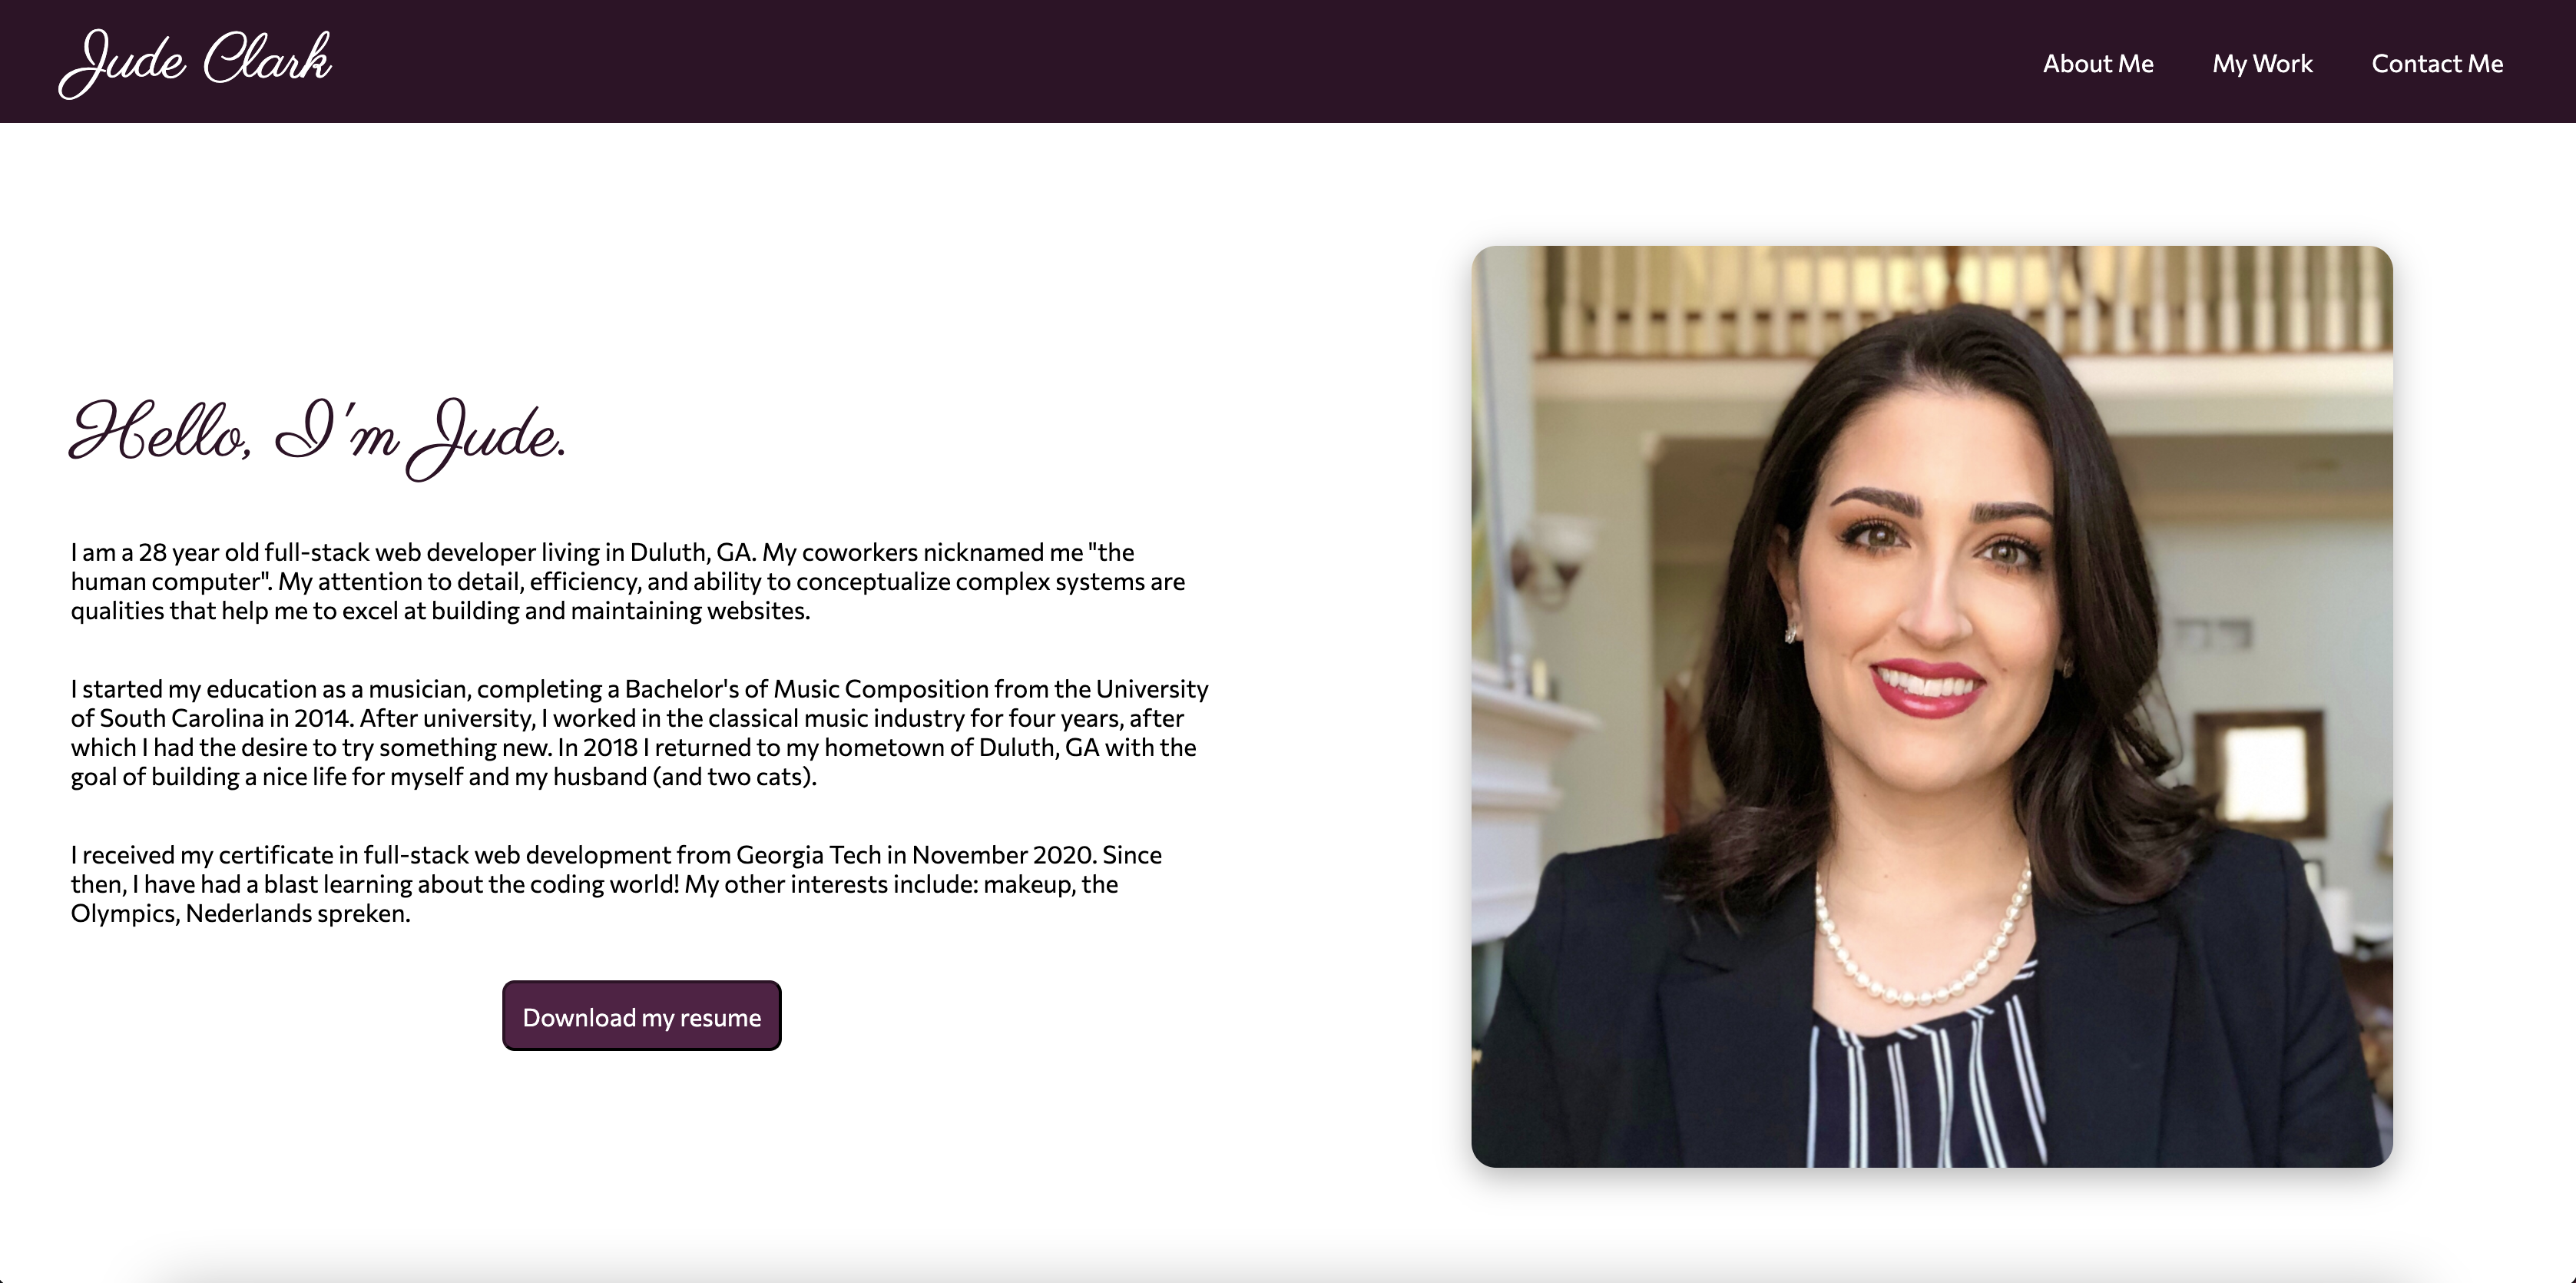 Jude Clark
About Me
My Work
Contact Me
Hello, I'm Jude.
I am a 28 year old full-stack web developer living in Duluth, GA. My coworkers nicknamed me "the
human computer". My attention to detail, efficiency, and ability to conceptualize complex systems are
qualities that help me to excel at building and maintaining websites.
I started my education as a musician, completing a Bachelor's of Music Composition from the University
of South Carolina in 2014. After university, I worked in the classical music industry for four years, after
which I had the desire to try something new. In 2018 I returned to my hometown of Duluth, GA with the
goal of building a nice life for myself and my husband (and two cats).
I received my certificate in full-stack web development from Georgia Tech in November 2020. Since
then, I have had a blast learning about the coding world! My other interests include: makeup, the
Olympics, Nederlands spreken.
Download my resume